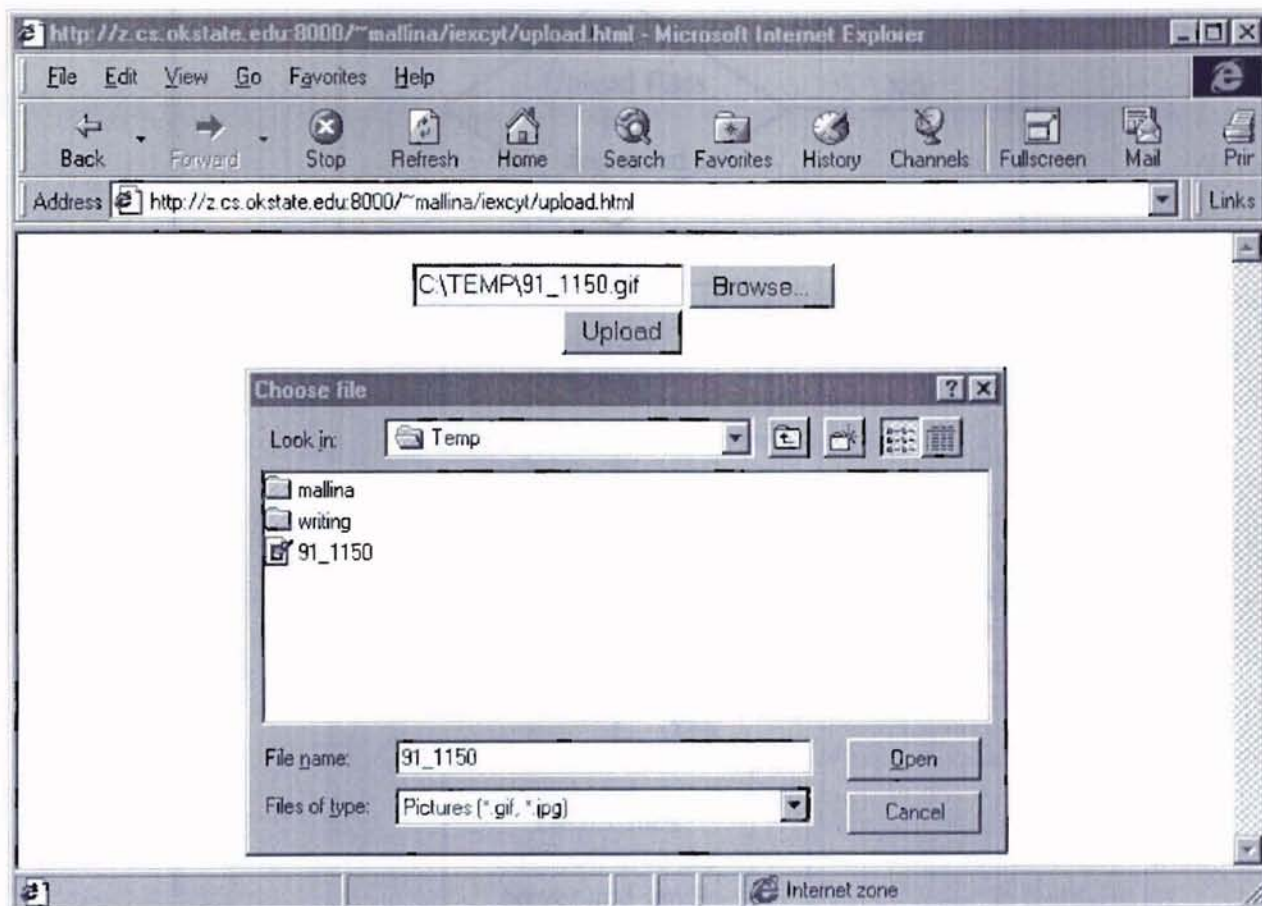 http://z.cs.okstate.edu:8000/~mallina/iexcyt/upload.html - Microsoft Internet Explorer
File Edit View Go Favorites Help
Back Forward Stop Refresh Home Search Favorites History Channels Fullscreen Mail Prir
Address http://z.cs.okstate.edu:8000/~mallina/iexcyt/upload.html Links
C:\TEMP\91_1150.gif Browse...
Upload
Choose file
Look in: Temp
mallina
writing
91_1150
File name: 91_1150 Open
Files of type: Pictures (*.gif, *.jpg) Cancel
Internet zone